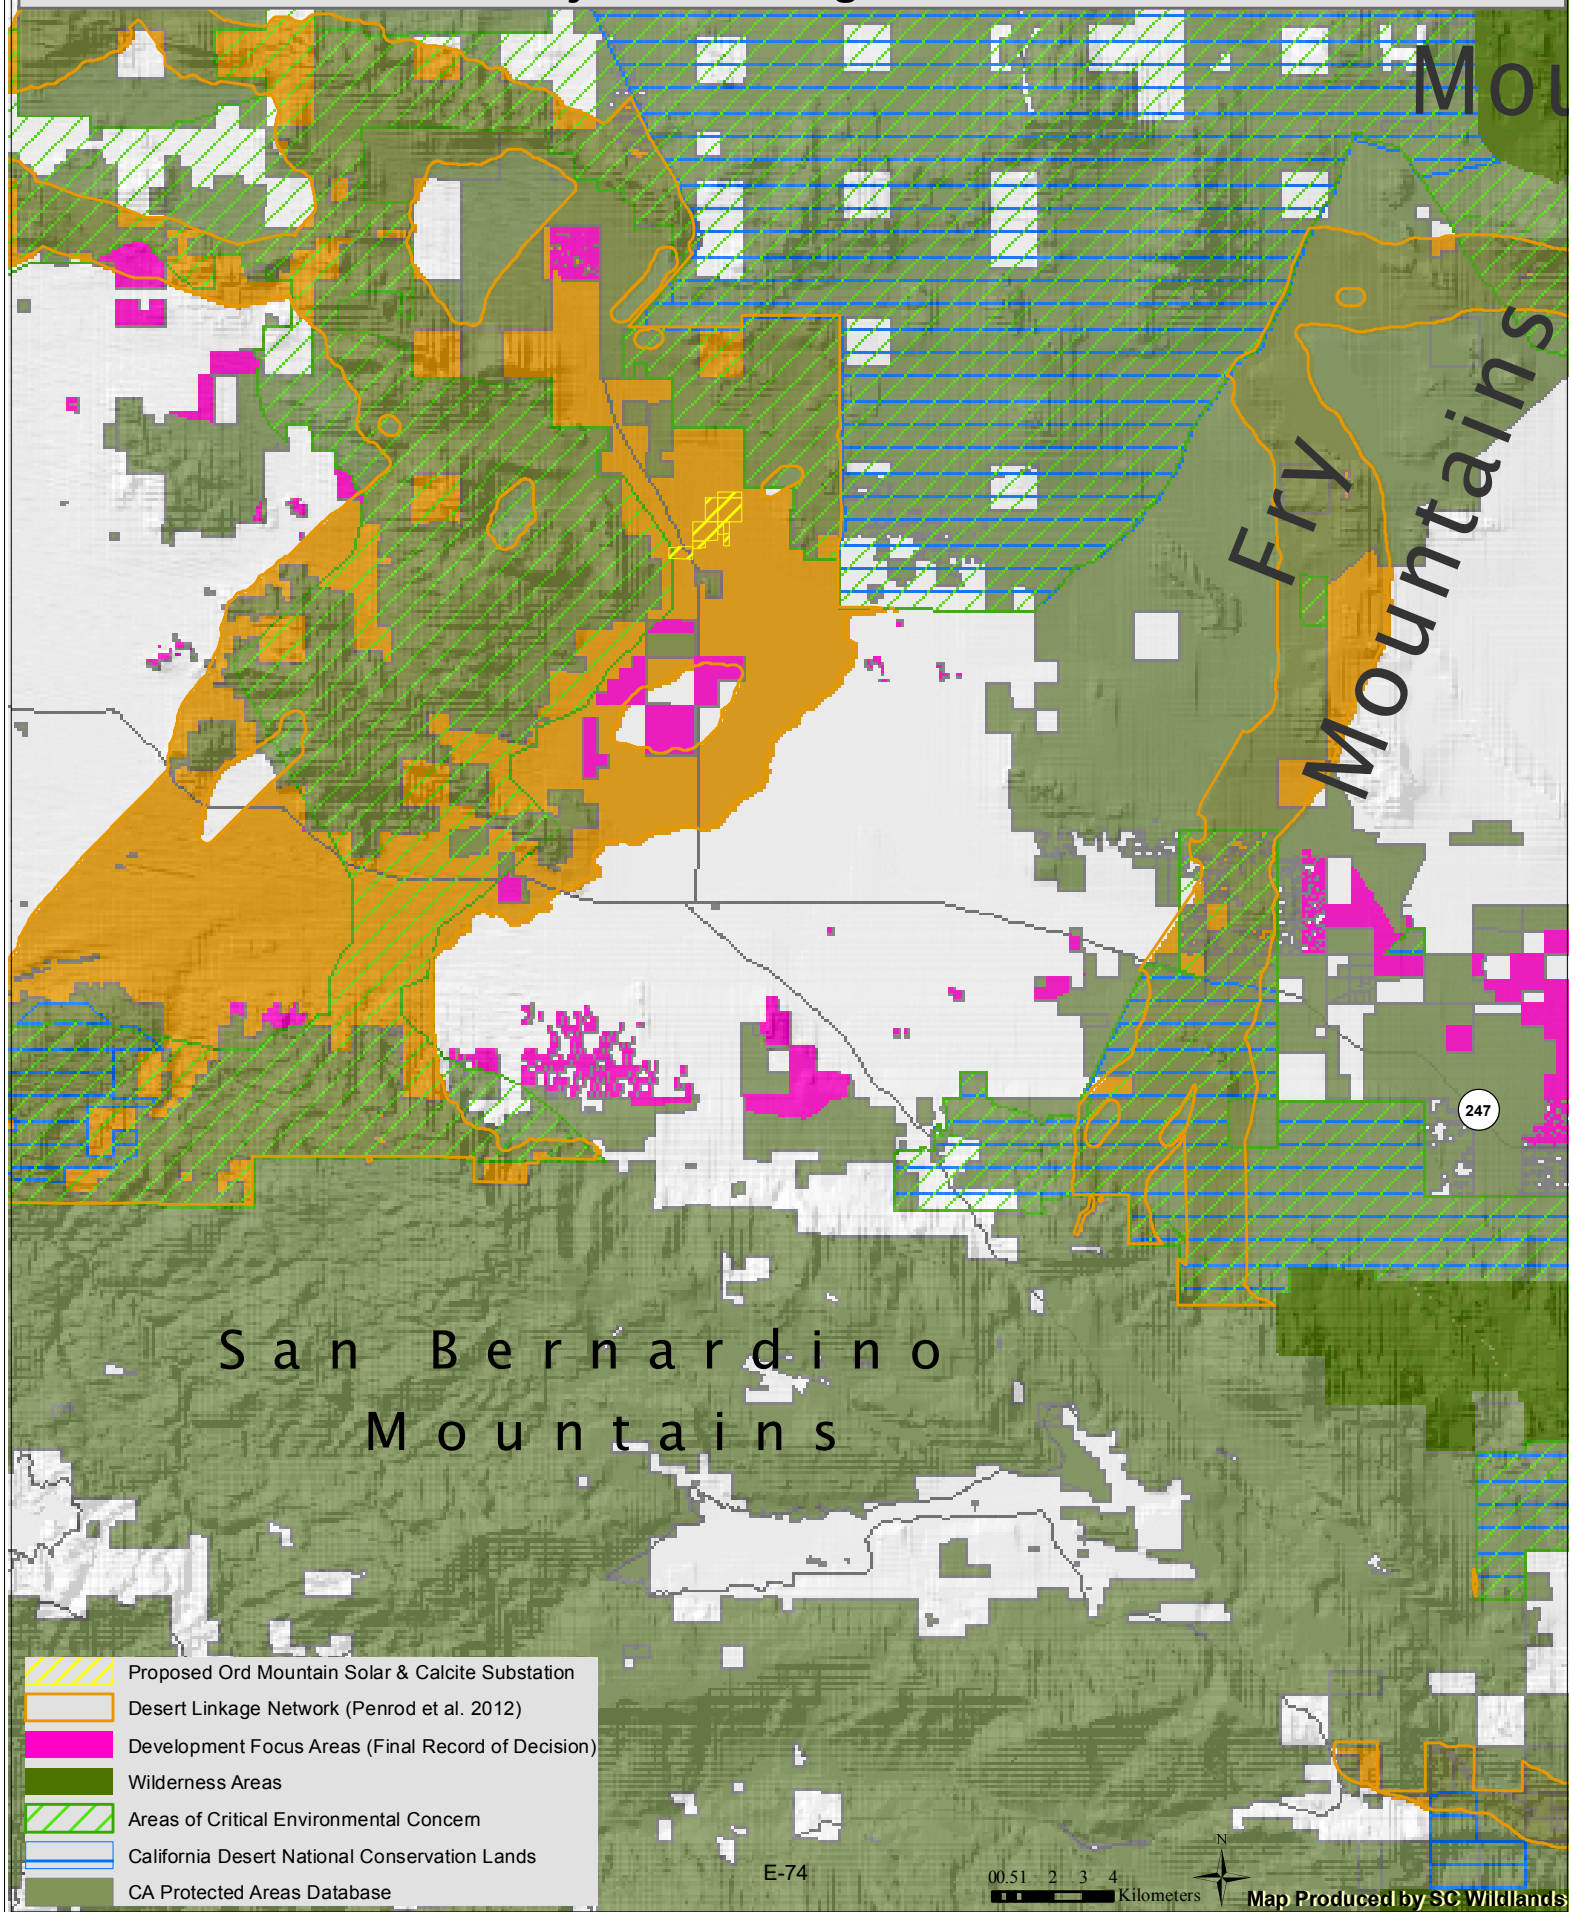 Mou
Fry
Mountains
247
San Bernardino
Mountains
Proposed Ord Mountain Solar & Calcite Substation
Desert Linkage Network (Penrod et al. 2012)
Development Focus Areas (Final Record of Decision)
Wilderness Areas
Areas of Critical Environmental Concern
California Desert National Conservation Lands
CA Protected Areas Database
E-74
N
00.51 2 3 4
Kilometers
Map Produced by SC Wildlands